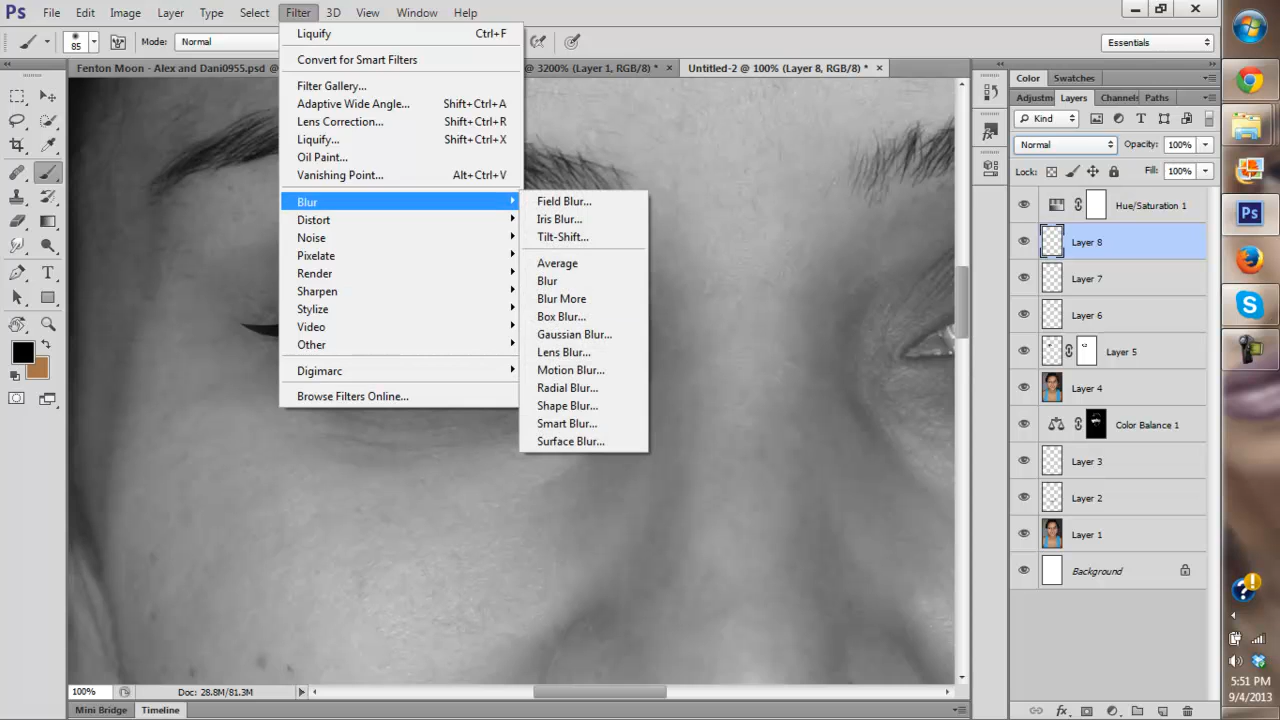 Ps File Edit Image Layer Type Select Filter 3D View Window Help
85 Mode: Normal Essentials
Fenton Moon - Alex and Dani0955.psd @ @ 3200% (Layer 1, RGB/8) * × Untitled-2 @ 100% (Layer 8, RGB/8) * ×
Liquify Ctrl+F
Convert for Smart Filters
Filter Gallery...
Adaptive Wide Angle... Shift+Ctrl+A
Lens Correction... Shift+Ctrl+R
Liquify... Shift+Ctrl+X
Oil Paint...
Vanishing Point... Alt+Ctrl+V
Blur
Distort
Noise
Pixelate
Render
Sharpen
Stylize
Video
Other
Digimarc
Browse Filters Online...
Field Blur...
Iris Blur...
Tilt-Shift...
Average
Blur
Blur More
Box Blur...
Gaussian Blur...
Lens Blur...
Motion Blur...
Radial Blur...
Shape Blur...
Smart Blur...
Surface Blur...
Color Swatches
Adjustm Layers Channels Paths
Kind
Normal Opacity: 100%
Lock: Fill: 100%
Hue/Saturation 1
Layer 8
Layer 7
Layer 6
Layer 5
Layer 4
Color Balance 1
Layer 3
Layer 2
Layer 1
Background
100% Doc: 28.8M/81.3M
Mini Bridge Timeline
5:51 PM
9/4/2013